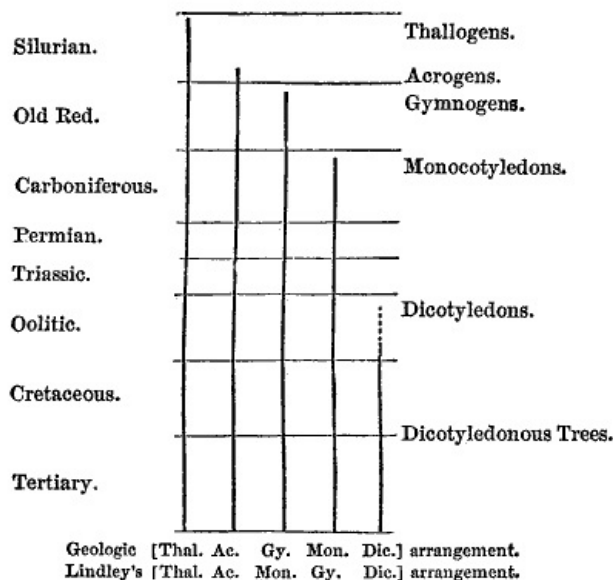 Silurian. Thallogens.
Acrogens.
Old Red. Gymnogens.
Carboniferous. Monocotyledons.
Permian.
Triassic.
Oolitic. Dicotyledons.
Cretaceous.
Dicotyledonous Trees.
Tertiary.
Geologic [Thal. Ac. Gy. Mon. Dic.] arrangement.
Lindley's [Thal. Ac. Mon. Gy. Dic.] arrangement.